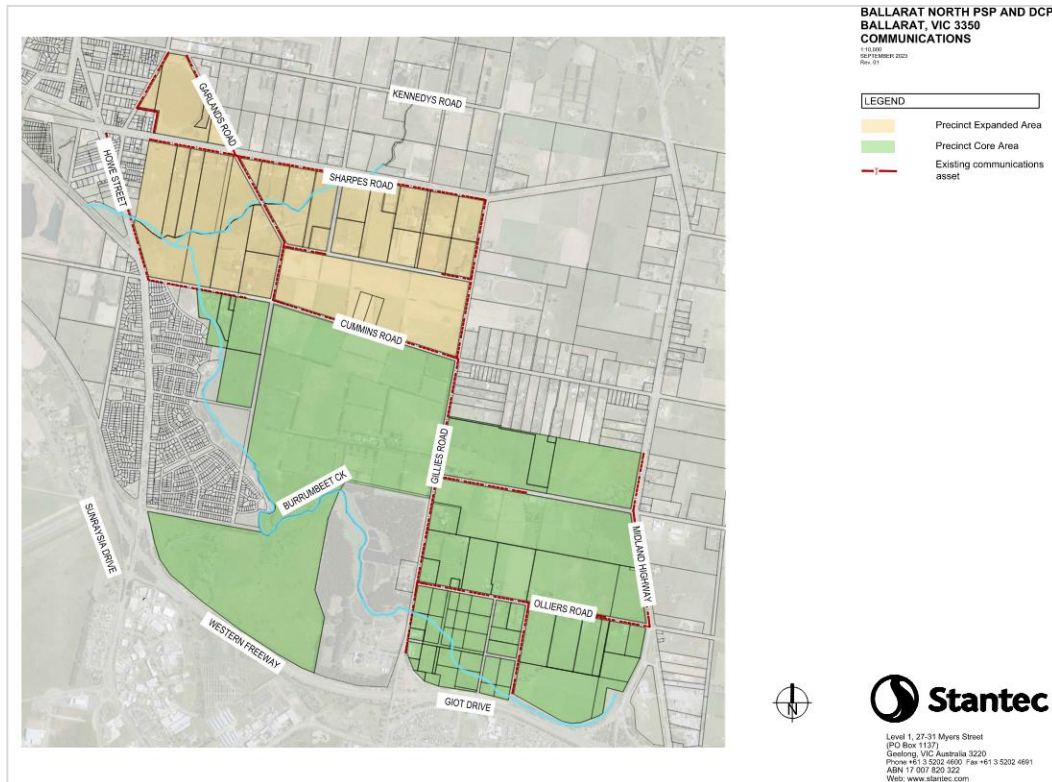 BALLARAT NORTH PSP AND DCP
BALLARAT, VIC 3350
COMMUNICATIONS
1:10,000
SEPTEMBER 2023
Rev. 01
LEGEND
Precinct Expanded Area
Precinct Core Area
Existing communications
asset
KENNEDYS ROAD
GARLANDS ROAD
HOWE STREET
SHARPES ROAD
CUMMINS ROAD
GILLIES ROAD
BURRUMBEET CK
SUNRAYSIA DRIVE
MIDLAND HIGHWAY
OLLIERS ROAD
WESTERN FREEWAY
GIOT DRIVE
N
Stantec
Level 1, 27-31 Myers Street
(PO Box 1137)
Geelong, VIC Australia 3220
Phone +61 3 5202 4600 Fax +61 3 5202 4691
ABN 17 007 820 322
Web: www.stantec.com